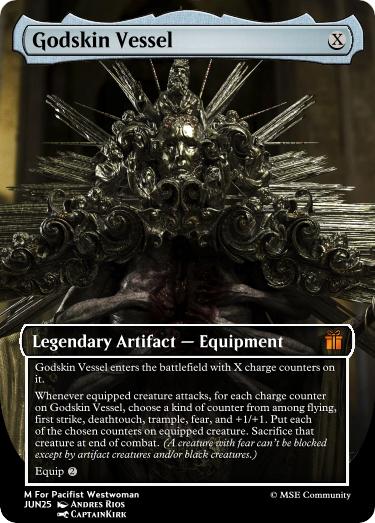 Godskin Vessel X
Legendary Artifact — Equipment
Godskin Vessel enters the battlefield with X charge counters on
it.
Whenever equipped creature attacks, for each charge counter
on Godskin Vessel, choose a kind of counter from among flying,
first strike, deathtouch, trample, fear, and +1/+1. Put each
of the chosen counters on equipped creature. Sacrifice that
creature at end of combat. (A creature with fear can't be blocked
except by artifact creatures and/or black creatures.)
Equip 2
M For Pacifist Westwoman © MSE Community
JUN25 Andres Rios
CaptainKirk